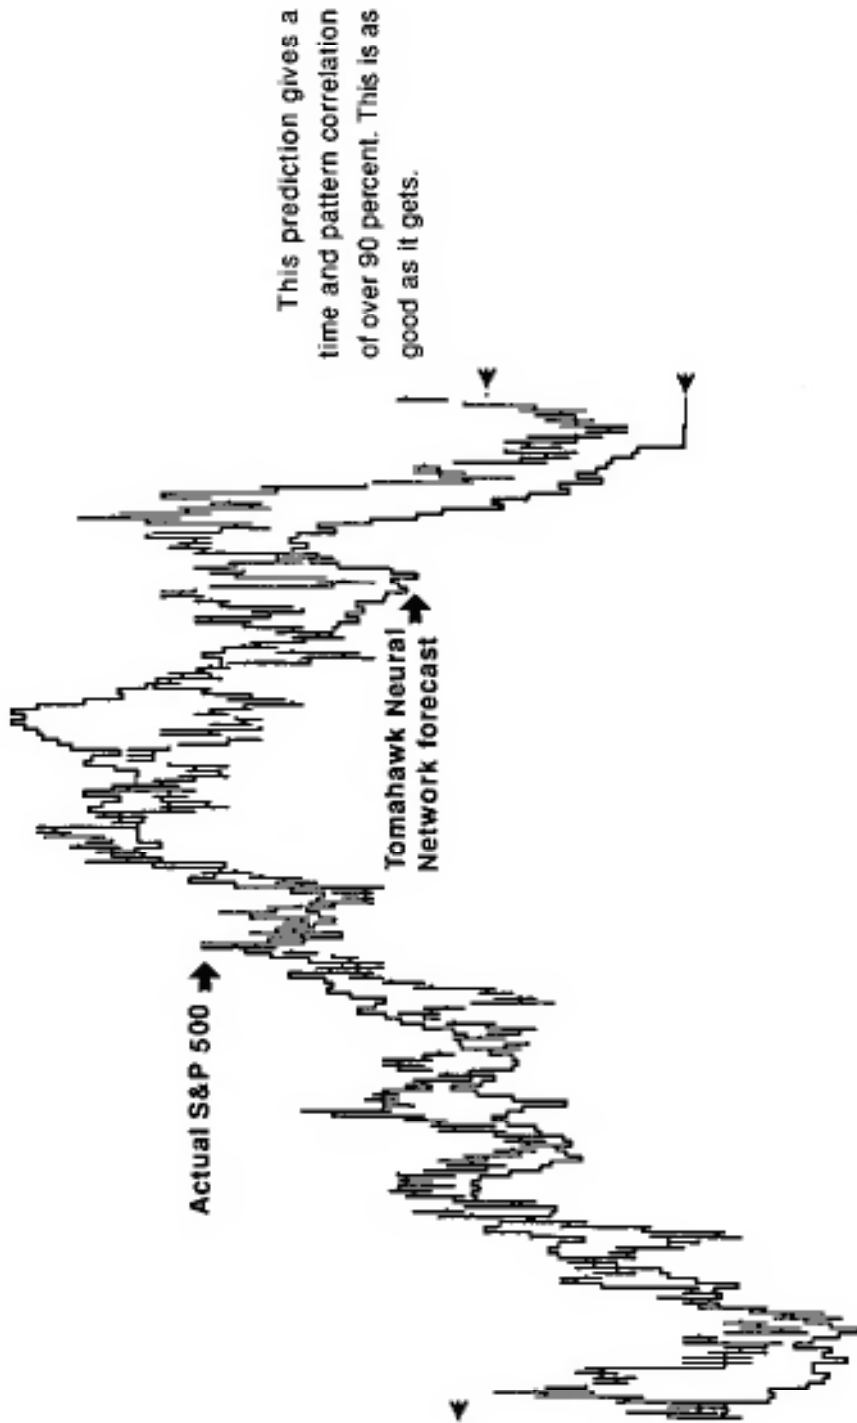 This prediction gives a
time and pattern correlation
of over 90 percent. This is as
good as it gets.
Actual S&P 500
Tomahawk Neural
Network forecast